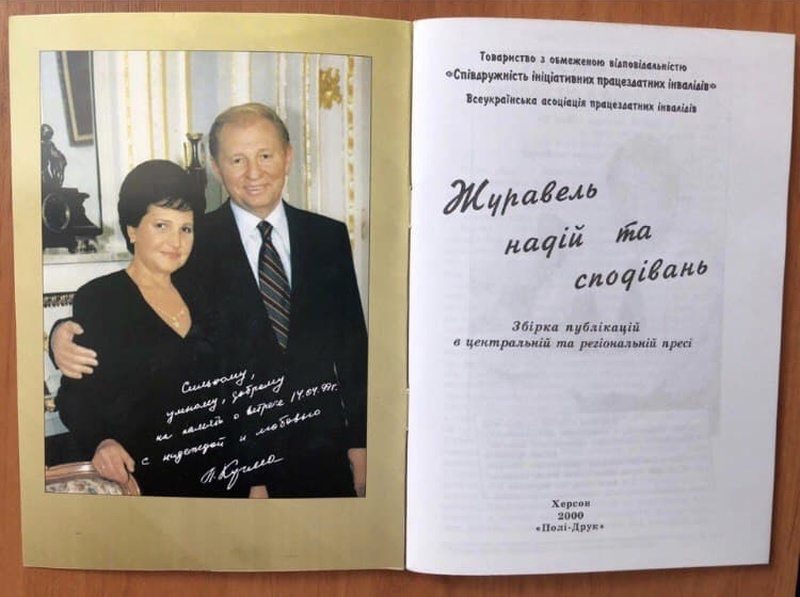 Сильному,
умному, доброму
на память о встрече 14.04.99г.
с надеждой и любовью
Л. Кучма
Товариство з обмеженою відповідальністю
«Співдружність ініціативних працездатних інвалідів»
Всеукраїнська асоціація працездатних інвалідів
Журавель
надій та
сподівань
Збірка публікацій
в центральній та регіональній пресі
Херсон
2000
«Полі-Друк»